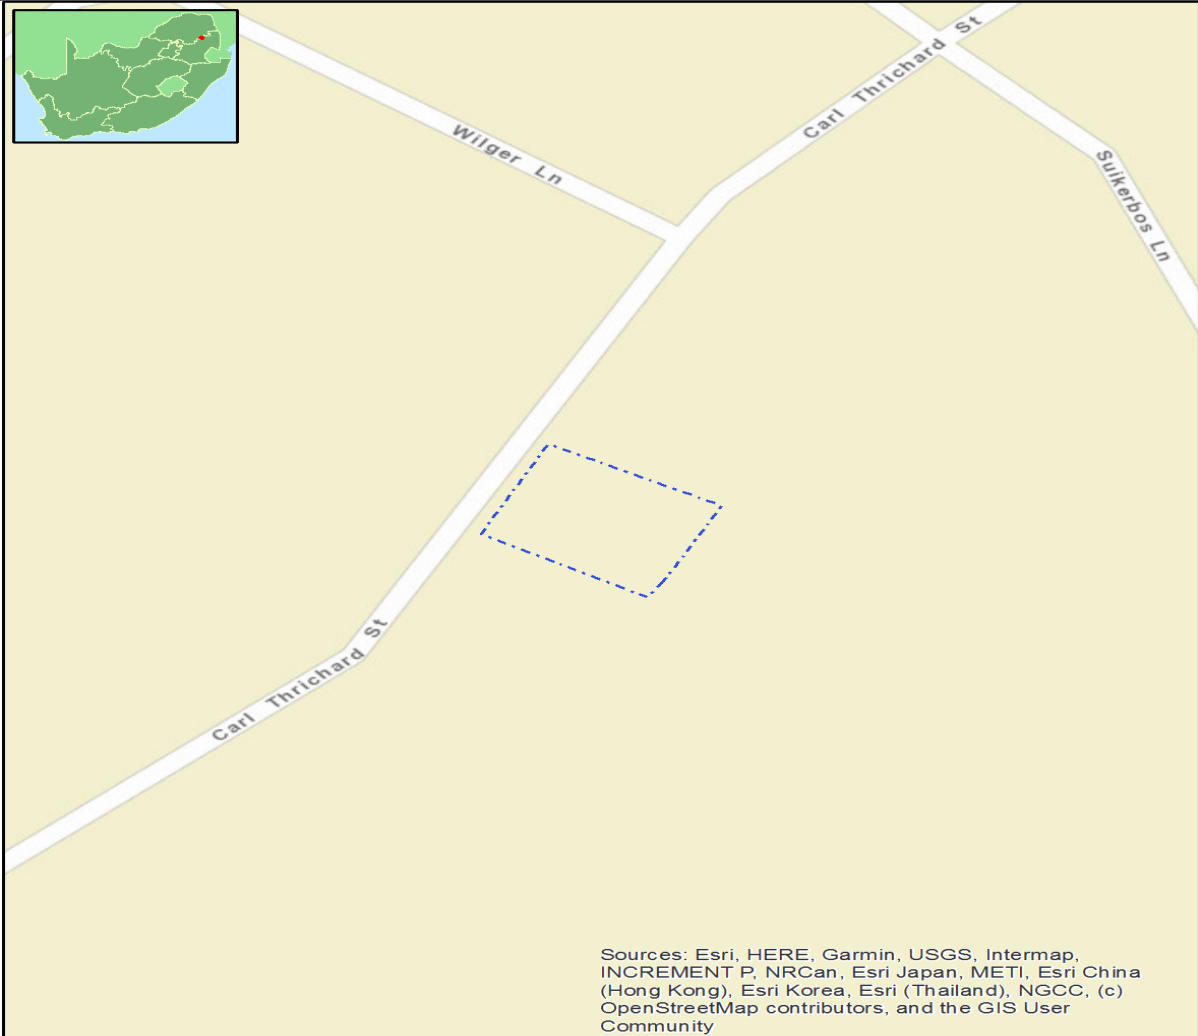 Carl Thrichard St
Wilger Ln
Suikerbos Ln
Carl Thrichard St
Sources: Esri, HERE, Garmin, USGS, Intermap,
INCREMENT P, NRCan, Esri Japan, METI, Esri China
(Hong Kong), Esri Korea, Esri (Thailand), NGCC, (c)
OpenStreetMap contributors, and the GIS User
Community